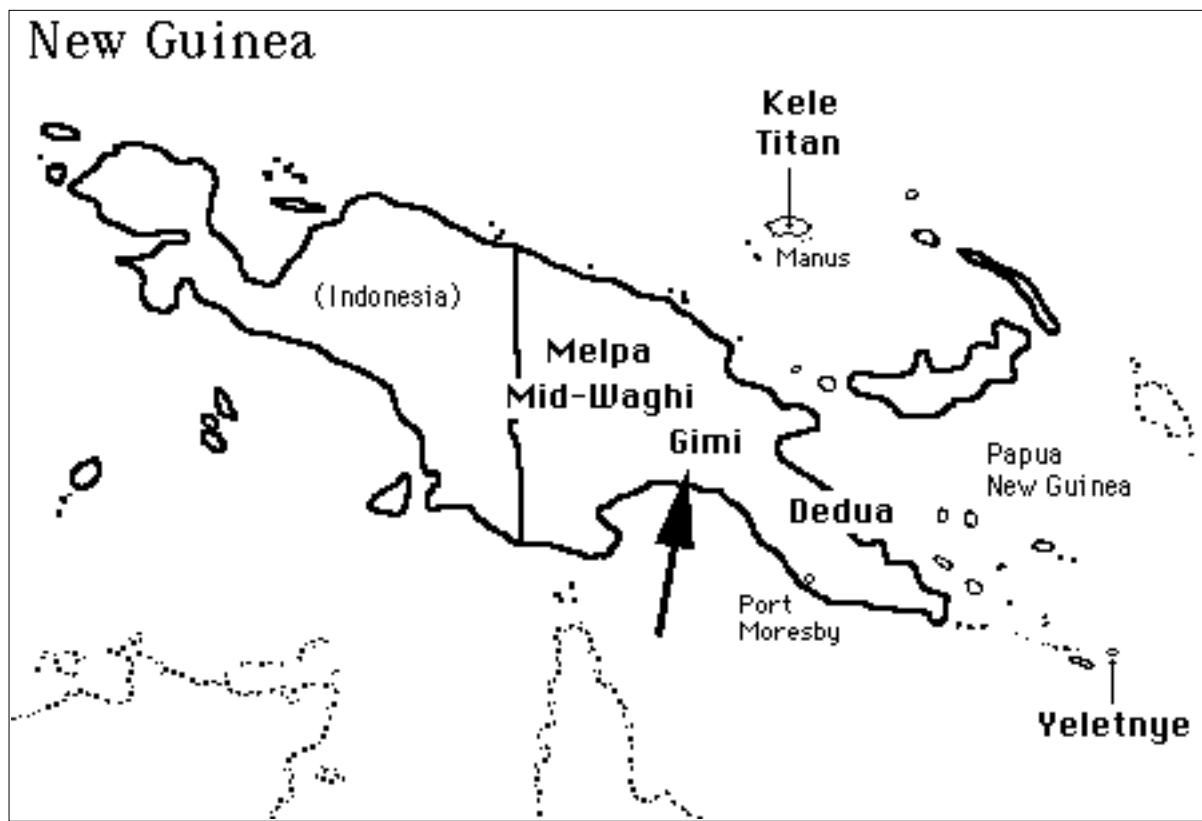 New Guinea
Kele
Titan
Manus
(Indonesia)
Melpa
Mid-Waghi
Gimi
Papua
New Guinea
Dedua
Port
Moresby
Yeletnye